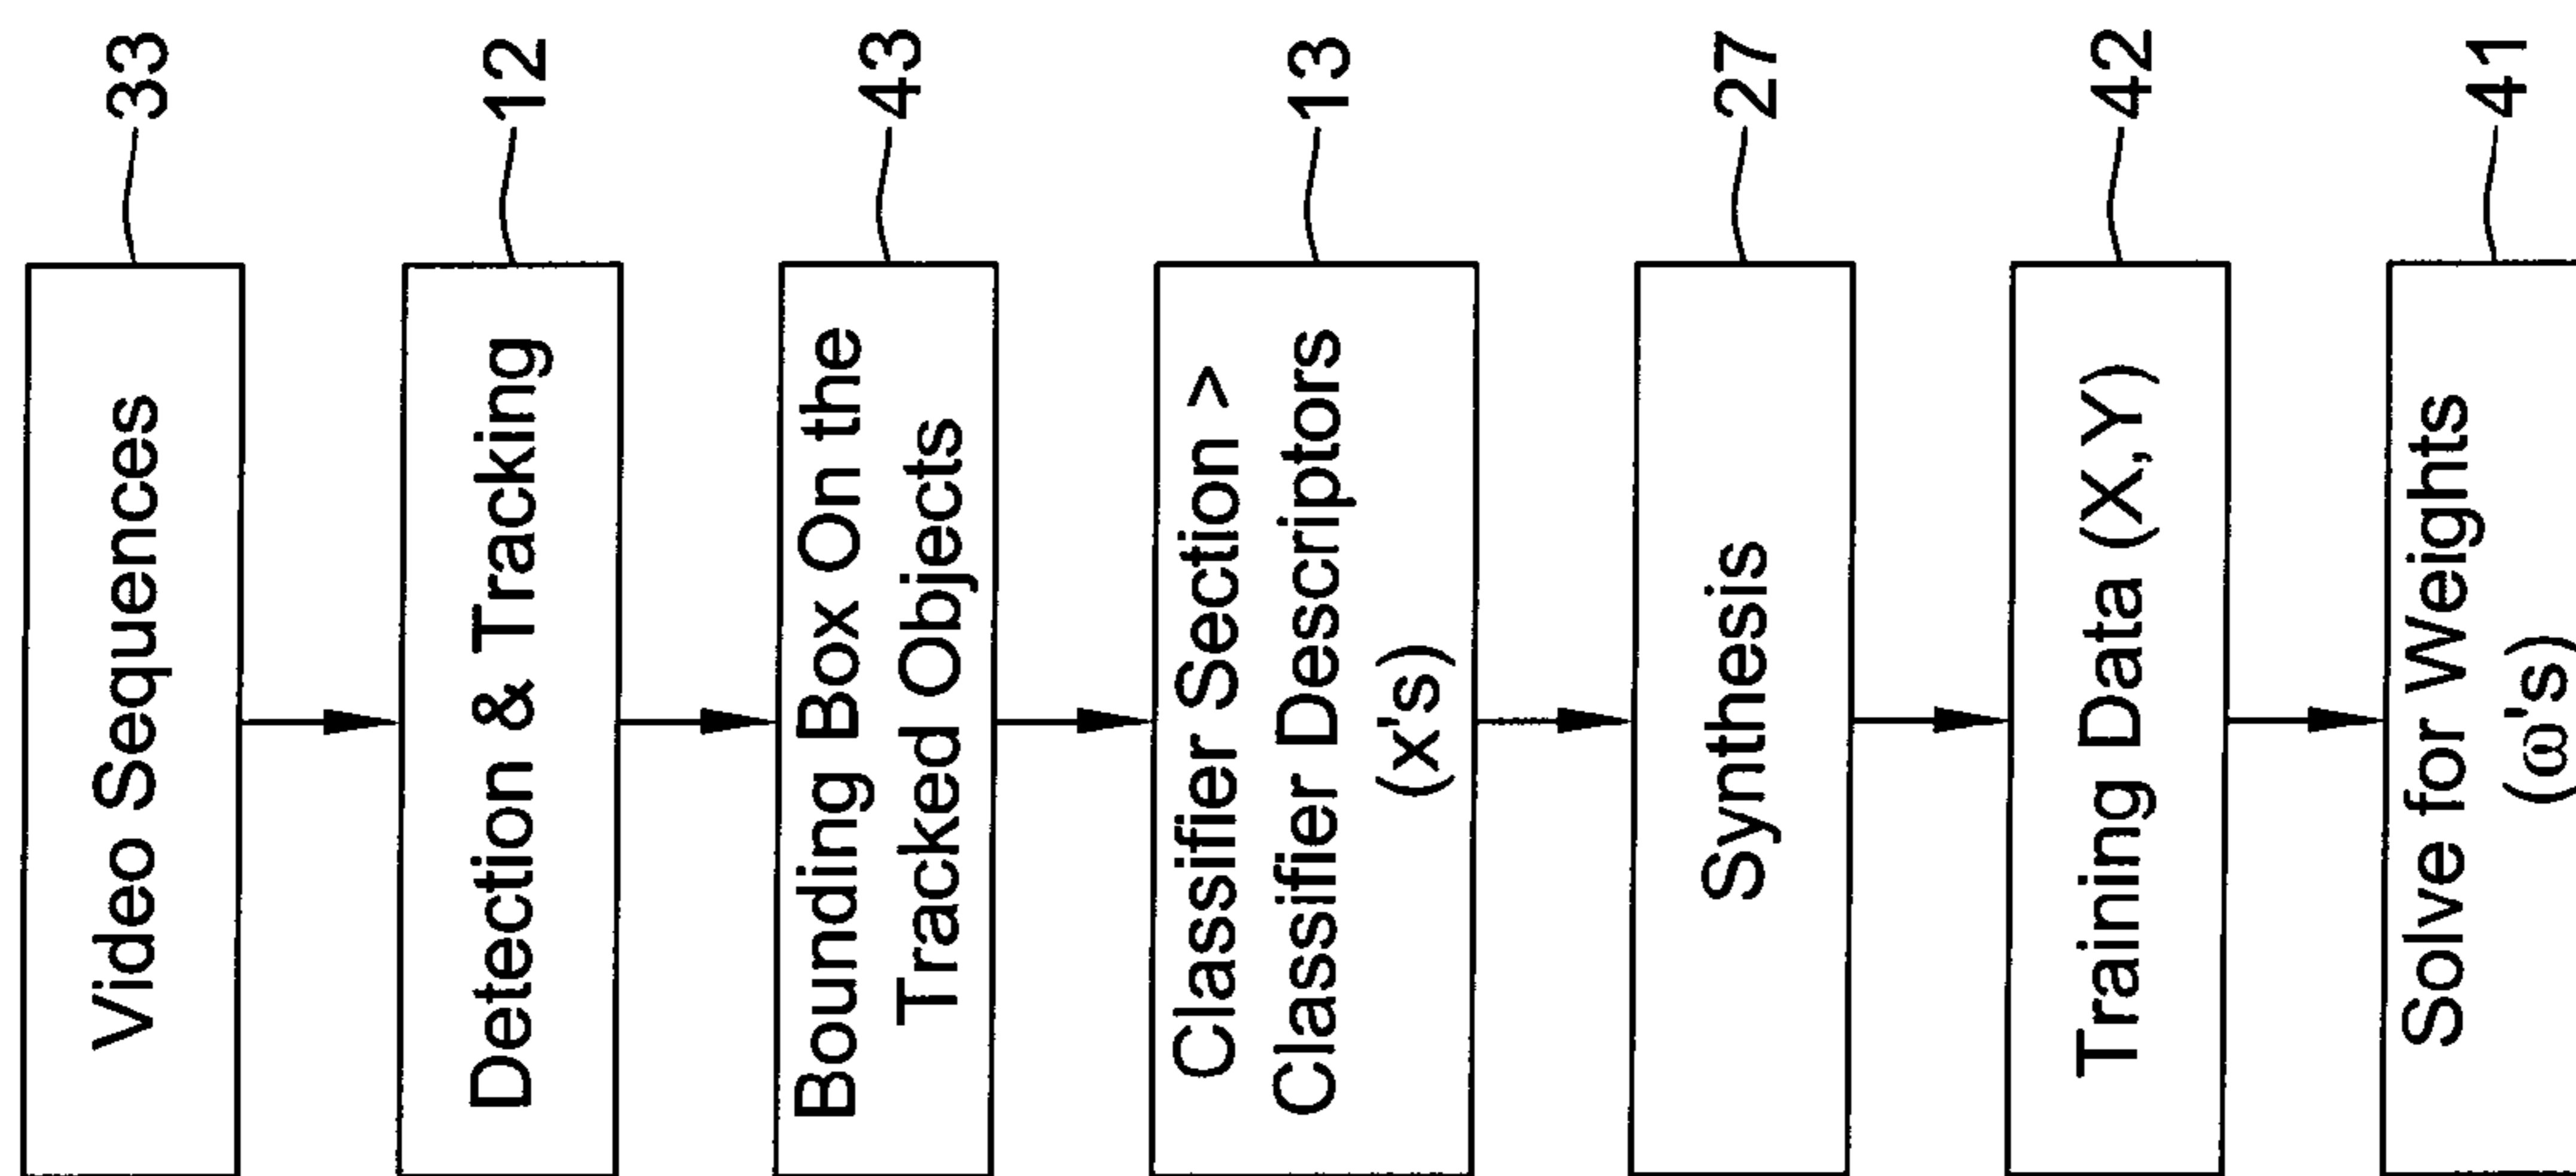 Video Sequences
33
Detection & Tracking
12
Bounding Box On the
Tracked Objects
43
Classifier Section >
Classifier Descriptors
(x's)
13
Synthesis
27
Training Data (X,Y)
42
Solve for Weights
(ω's)
41